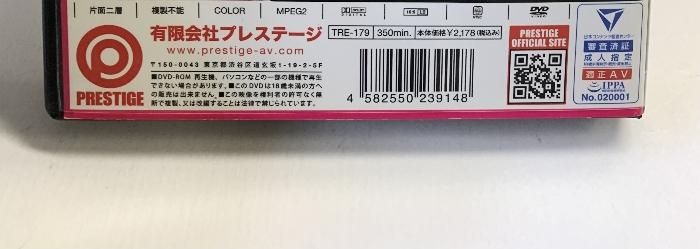 片面二層 複製不能 COLOR MPEG2 DOLBY DIGITAL 16:9 LB DVD VIDEO
PRESTIGE
有限会社プレステージ
www.prestige-av.com
〒150-0043 東京都渋谷区道玄坂1-19-2-5F
■DVD-ROM 再生機、パソコンなどの一部の機種で再生
できない場合があります。■このDVDは18歳未満の方へ
の販売は出来ません。■この映像を権利者の許可なく無
断で複製、又は改編することは法律で禁じられています。
TRE-179 350min. 本体価格¥2,178(税込み)
4 582550 239148
PRESTIGE
OFFICIAL SITE
審査済証
成人指定
適正AV
IPPA
No.020001